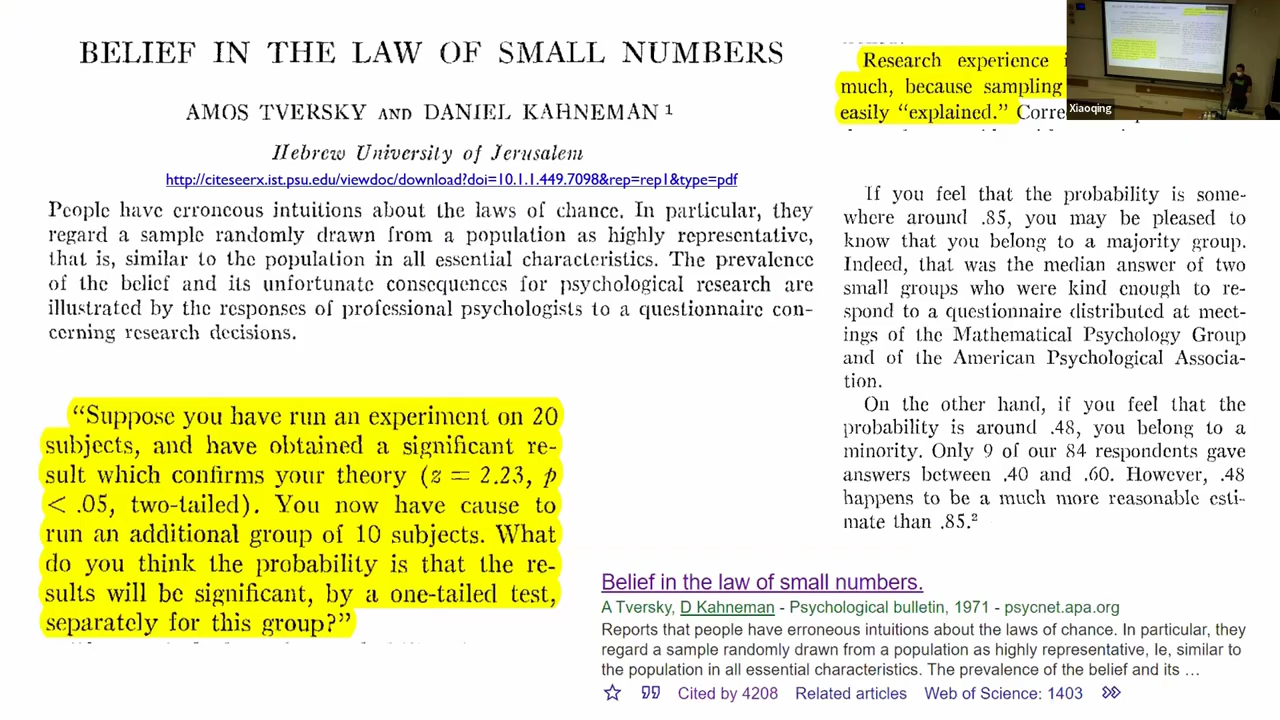 BELIEF IN THE LAW OF SMALL NUMBERS
AMOS TVERSKY AND DANIEL KAHNEMAN 1
Hebrew University of Jerusalem
http://citeseerx.ist.psu.edu/viewdoc/download?doi=10.1.1.449.7098&rep=rep1&type=pdf
People have erroneous intuitions about the laws of chance. In particular, they
regard a sample randomly drawn from a population as highly representative,
that is, similar to the population in all essential characteristics. The prevalence
of the belief and its unfortunate consequences for psychological research are
illustrated by the responses of professional psychologists to a questionnaire con-
cerning research decisions.
“Suppose you have run an experiment on 20
subjects, and have obtained a significant re-
sult which confirms your theory (z = 2.23, p
< .05, two-tailed). You now have cause to
run an additional group of 10 subjects. What
do you think the probability is that the re-
sults will be significant, by a one-tailed test,
separately for this group?”
Research experience
much, because sampling
easily “explained.” Corre
Xiaoqing
If you feel that the probability is some-
where around .85, you may be pleased to
know that you belong to a majority group.
Indeed, that was the median answer of two
small groups who were kind enough to re-
spond to a questionnaire distributed at meet-
ings of the Mathematical Psychology Group
and of the American Psychological Associa-
tion.
On the other hand, if you feel that the
probability is around .48, you belong to a
minority. Only 9 of our 84 respondents gave
answers between .40 and .60. However, .48
happens to be a much more reasonable esti-
mate than .85.2
Belief in the law of small numbers.
A Tversky, D Kahneman - Psychological bulletin, 1971 - psycnet.apa.org
Reports that people have erroneous intuitions about the laws of chance. In particular, they
regard a sample randomly drawn from a population as highly representative, Ie, similar to
the population in all essential characteristics. The prevalence of the belief and its …
Cited by 4208 Related articles Web of Science: 1403